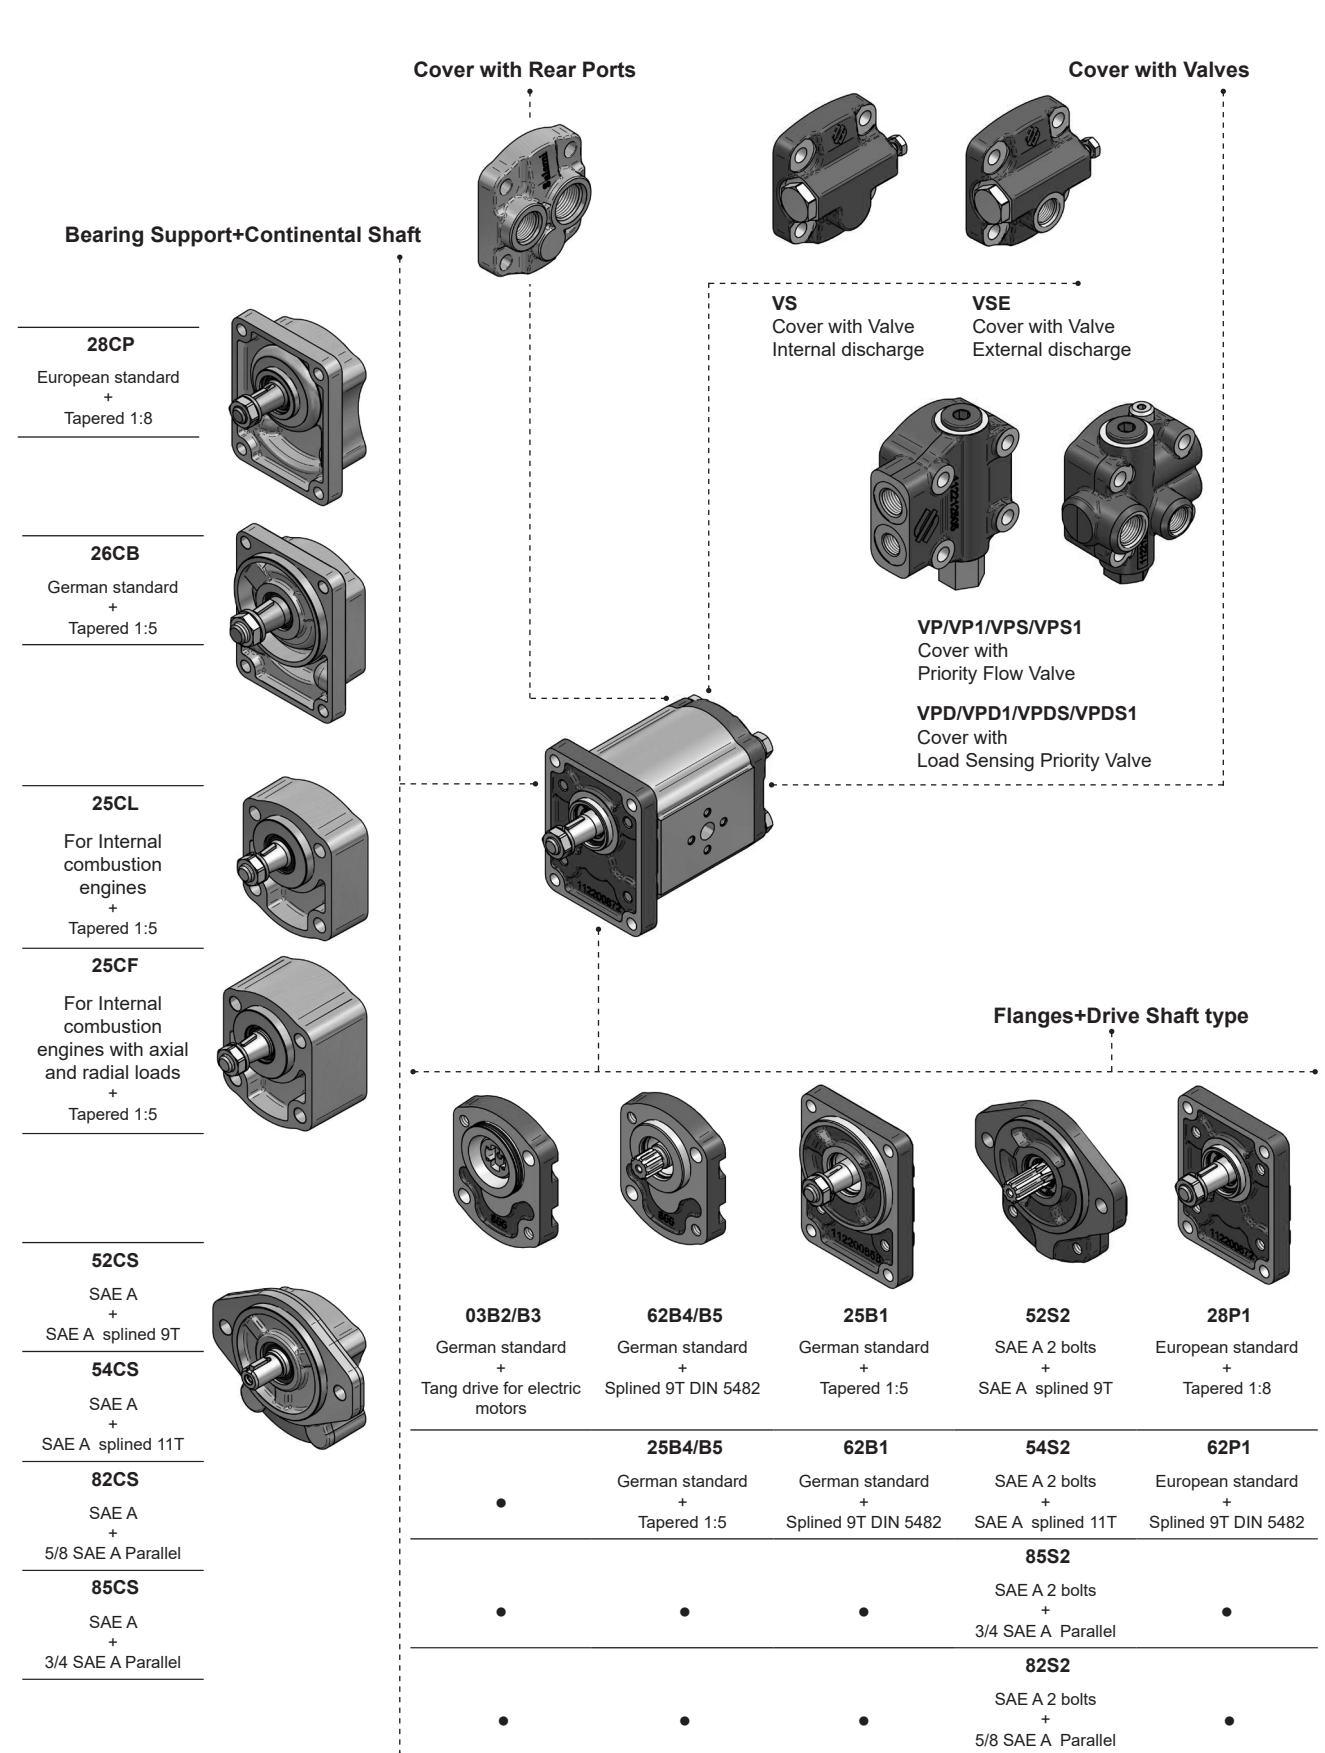 Cover with Rear Ports
Cover with Valves
Bearing Support+Continental Shaft
VS
Cover with Valve
Internal discharge
VSE
Cover with Valve
External discharge
28CP
European standard
+
Tapered 1:8
26CB
German standard
+
Tapered 1:5
VP/VP1/VPS/VPS1
Cover with
Priority Flow Valve
VPD/VPD1/VPDS/VPDS1
Cover with
Load Sensing Priority Valve
25CL
For Internal
combustion
engines
+
Tapered 1:5
112200872
25CF
For Internal
combustion
engines with axial
and radial loads
+
Tapered 1:5
Flanges+Drive Shaft type
112200858
112200872
52CS
SAE A
+
SAE A splined 9T
54CS
SAE A
+
SAE A splined 11T
82CS
SAE A
+
5/8 SAE A Parallel
85CS
SAE A
+
3/4 SAE A Parallel
03B2/B3
German standard
+
Tang drive for electric
motors
62B4/B5
German standard
+
Splined 9T DIN 5482
25B1
German standard
+
Tapered 1:5
52S2
SAE A 2 bolts
+
SAE A splined 9T
28P1
European standard
+
Tapered 1:8
25B4/B5
German standard
+
Tapered 1:5
62B1
German standard
+
Splined 9T DIN 5482
54S2
SAE A 2 bolts
+
SAE A splined 11T
62P1
European standard
+
Splined 9T DIN 5482
85S2
SAE A 2 bolts
+
3/4 SAE A Parallel
82S2
SAE A 2 bolts
+
5/8 SAE A Parallel